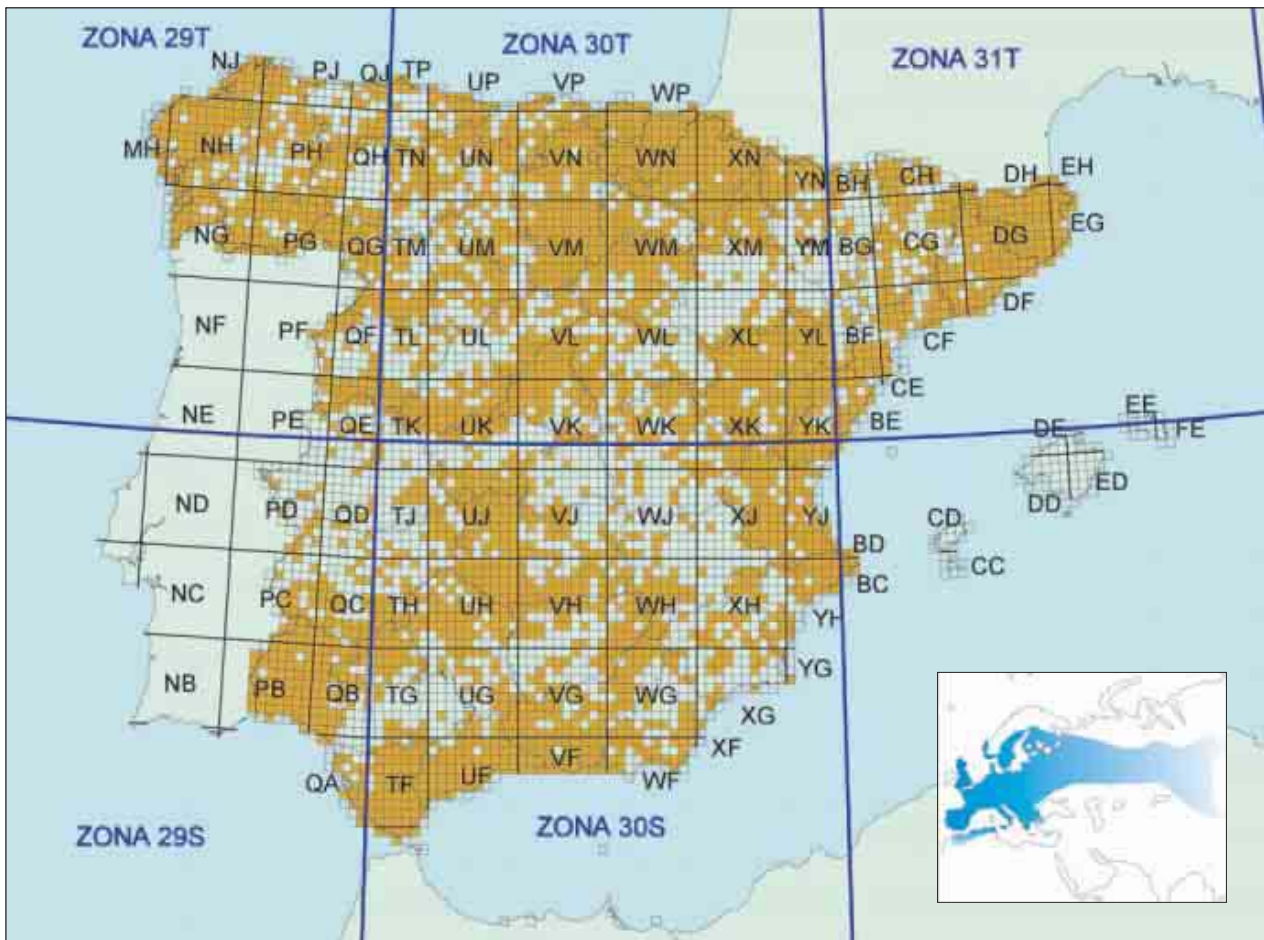 ZONA 29T
ZONA 30T
ZONA 31T
NJ
PJ
QJ
TP
UP
VP
WP
MH
NH
PH
QH
TN
UN
VN
WN
XN
YN
BH
CH
DH
EH
NG
PG
QG
TM
UM
VM
WM
XM
YM
BG
CG
DG
EG
NF
PF
QF
TL
UL
VL
WL
XL
YL
BF
CF
DF
NE
PE
QE
TK
UK
VK
WK
XK
YK
BE
CE
DE
EE
FE
ND
PD
QD
TJ
UJ
VJ
WJ
XJ
YJ
BD
CD
DD
ED
NC
PC
QC
TH
UH
VH
WH
XH
YH
BC
CC
NB
PB
QB
TG
UG
VG
WG
XG
YG
QA
TF
UF
VF
WF
XF
ZONA 29S
ZONA 30S